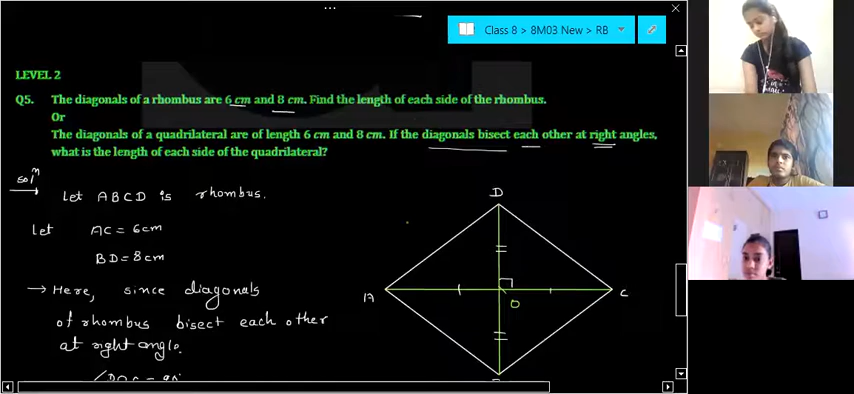 Class 8 > 8M03 New > RB
LEVEL 2
Q5. The diagonals of a rhombus are 6 cm and 8 cm. Find the length of each side of the rhombus.
Or
The diagonals of a quadrilateral are of length 6 cm and 8 cm. If the diagonals bisect each other at right angles,
what is the length of each side of the quadrilateral?
solⁿ
Let ABCD is rhombus.
Let AC = 6cm
BD = 8cm
→ Here, since diagonals
of rhombus bisect each other
at right angle.
D
A
C
O